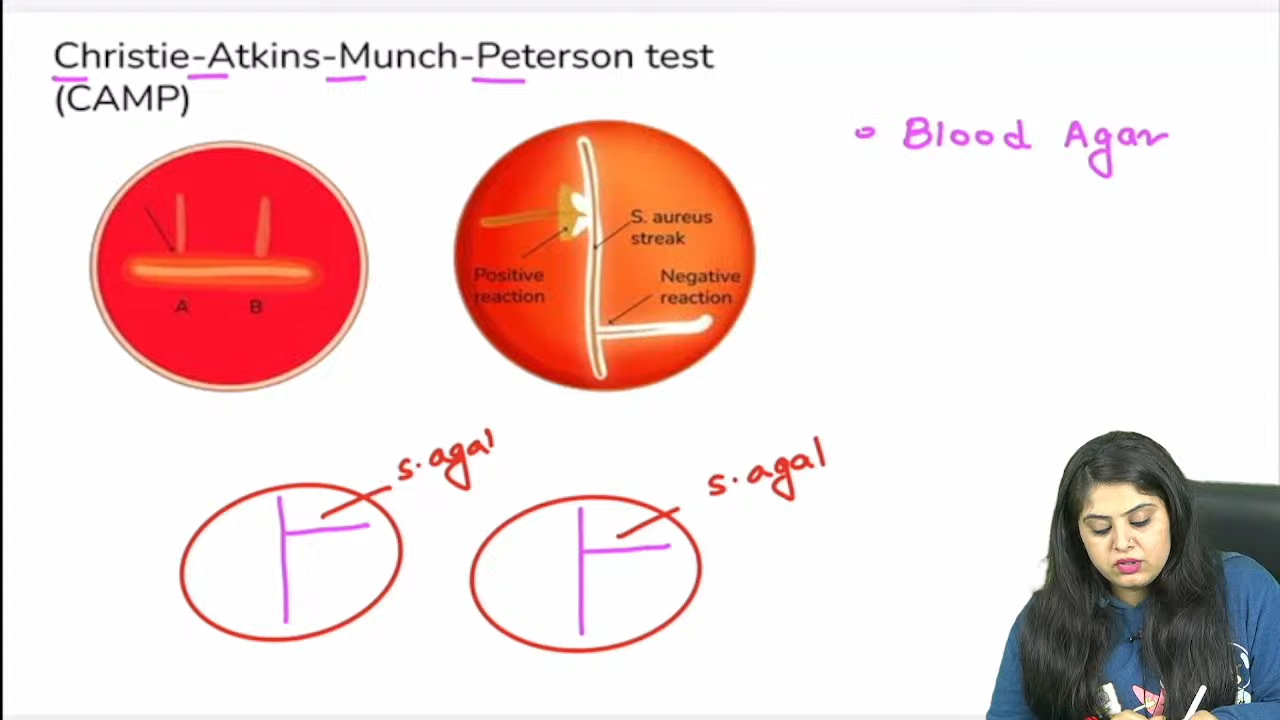 Christie-Atkins-Munch-Peterson test
(CAMP)
Blood Agar
S. aureus
streak
Positive
reaction
Negative
reaction
A B
s. agal
s. agal